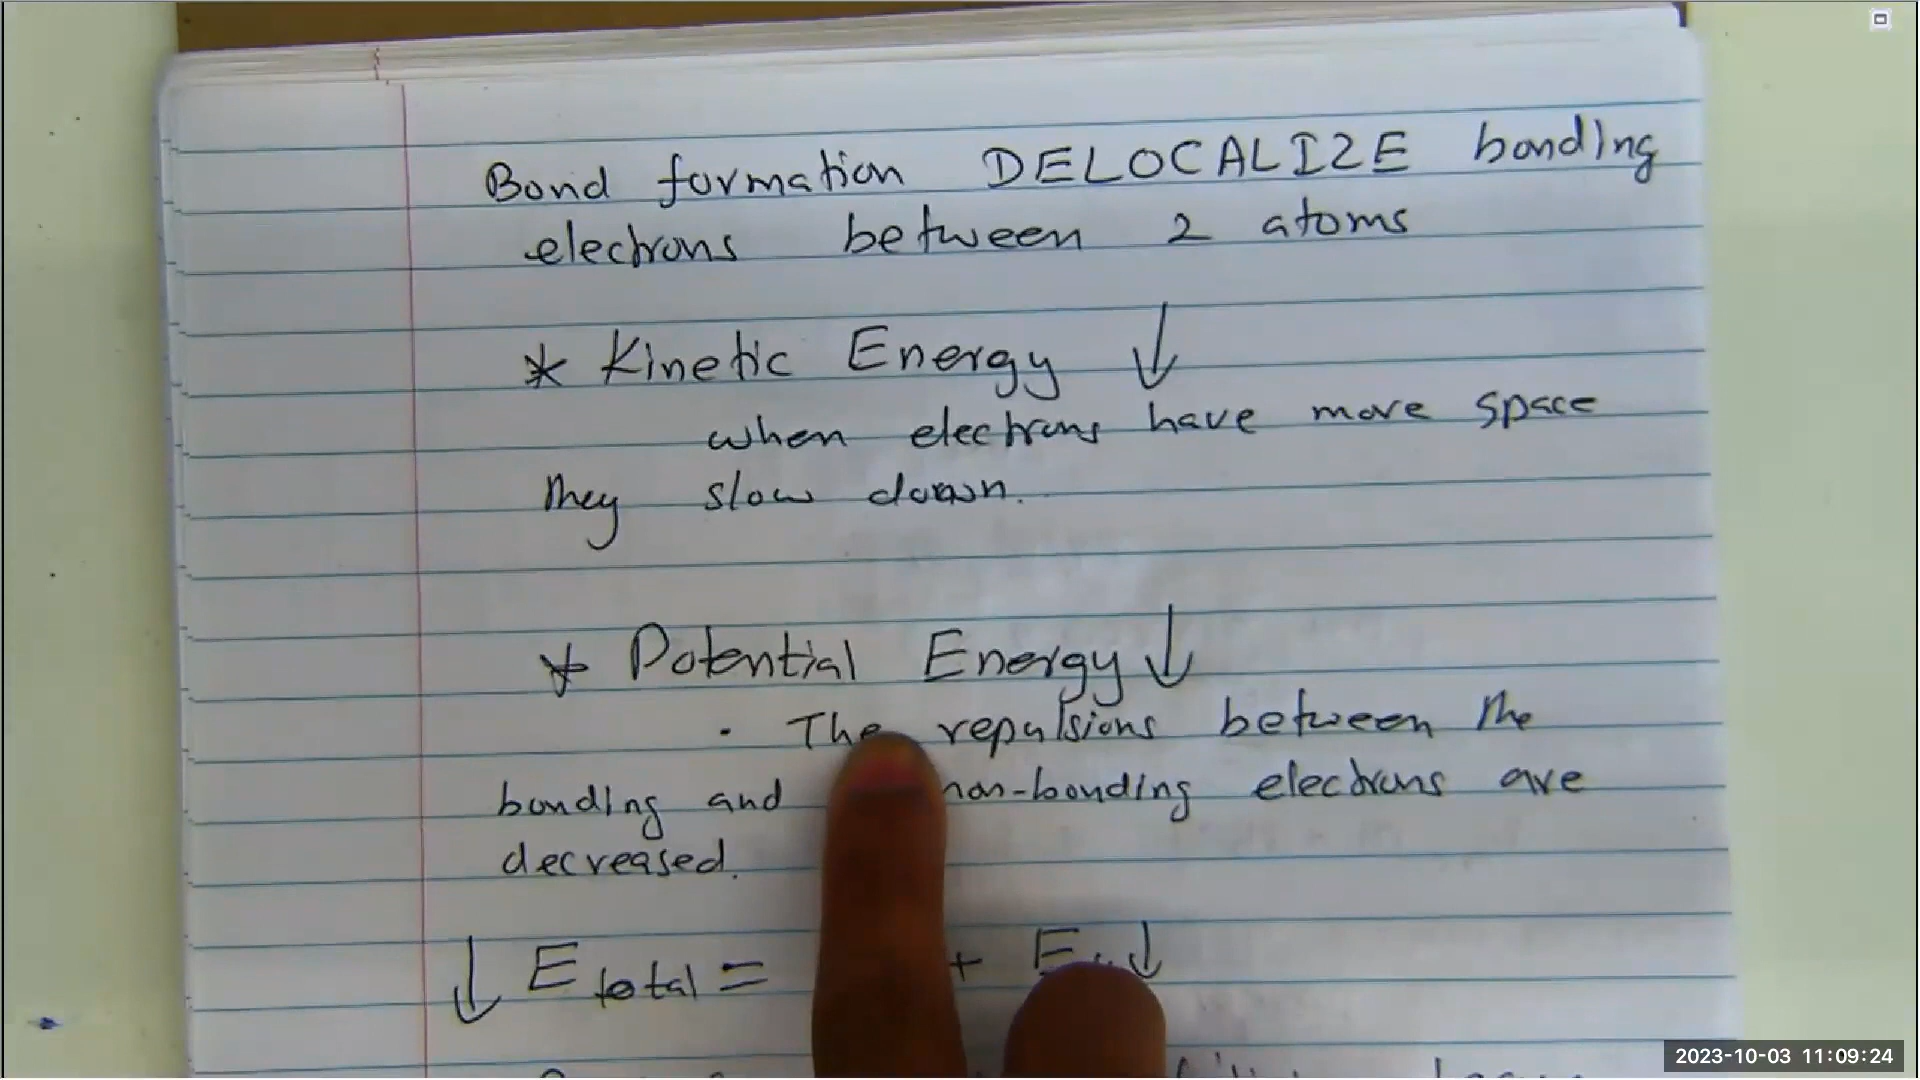 Bond formation DELOCALIZE bonding
electrons between 2 atoms
* Kinetic Energy ↓
when electrons have more space
they slow down.
* Potential Energy ↓
· The repulsions between the
bonding and non-bonding electrons are
decreased.
↓ E total = + E ↓
2023-10-03 11:09:24